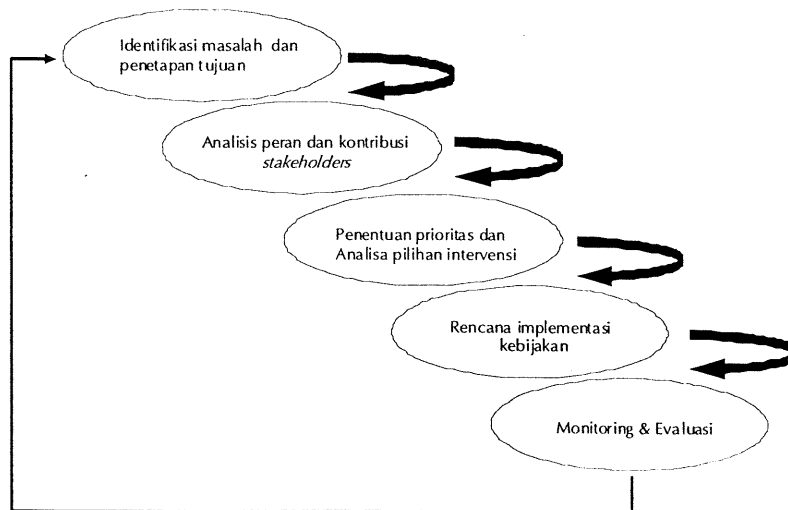 Identifikasi masalah dan
penetapan tujuan
Analisis peran dan kontribusi
stakeholders
Penentuan prioritas dan
Analisa pilihan intervensi
Rencana implementasi
kebijakan
Monitoring & Evaluasi